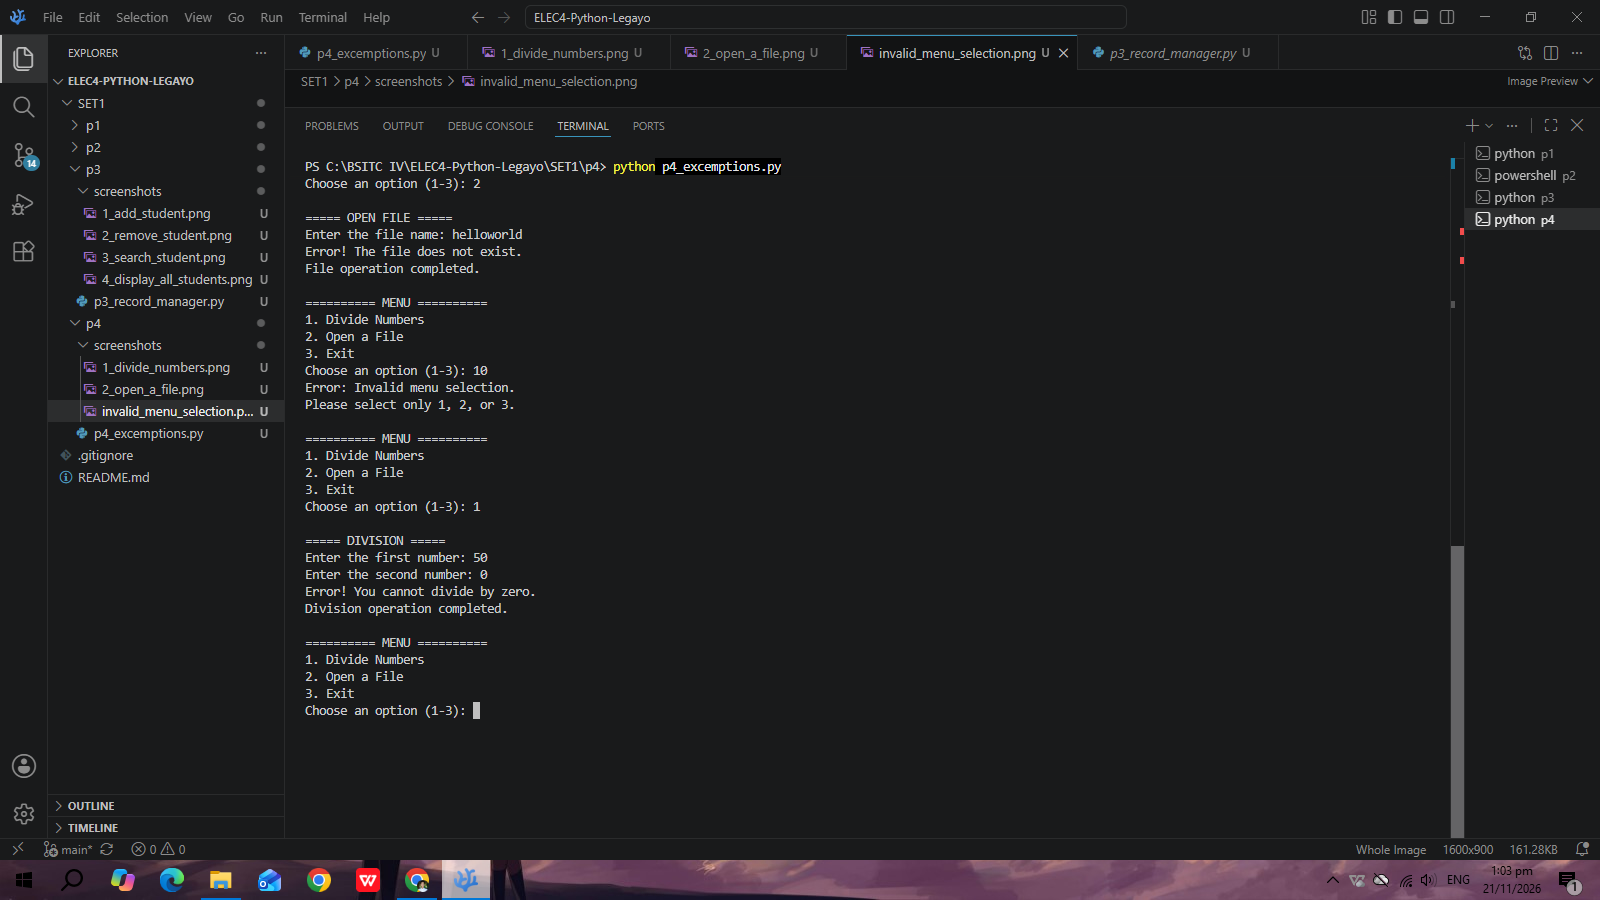 File Edit Selection View Go Run Terminal Help
ELEC4-Python-Legayo
EXPLORER
ELEC4-PYTHON-LEGAYO
SET1
p1
p2
p3
screenshots
1_add_student.png U
2_remove_student.png U
3_search_student.png U
4_display_all_students.png U
p3_record_manager.py U
p4
screenshots
1_divide_numbers.png U
2_open_a_file.png U
invalid_menu_selection.p... U
p4_excemptions.py U
.gitignore
README.md
OUTLINE
TIMELINE
14
p4_excemptions.py U
1_divide_numbers.png U
2_open_a_file.png U
invalid_menu_selection.png U
p3_record_manager.py U
SET1 > p4 > screenshots > invalid_menu_selection.png
Image Preview
PROBLEMS OUTPUT DEBUG CONSOLE TERMINAL PORTS
PS C:\BSITC IV\ELEC4-Python-Legayo\SET1\p4> python p4_excemptions.py
Choose an option (1-3): 2
===== OPEN FILE =====
Enter the file name: helloworld
Error! The file does not exist.
File operation completed.
========== MENU ==========
1. Divide Numbers
2. Open a File
3. Exit
Choose an option (1-3): 10
Error: Invalid menu selection.
Please select only 1, 2, or 3.
========== MENU ==========
1. Divide Numbers
2. Open a File
3. Exit
Choose an option (1-3): 1
===== DIVISION =====
Enter the first number: 50
Enter the second number: 0
Error! You cannot divide by zero.
Division operation completed.
========== MENU ==========
1. Divide Numbers
2. Open a File
3. Exit
Choose an option (1-3):
python p1
powershell p2
python p3
python p4
main* 0 0
Whole Image 1600x900 161.28KB
ENG
1:03 pm
21/11/2026
1